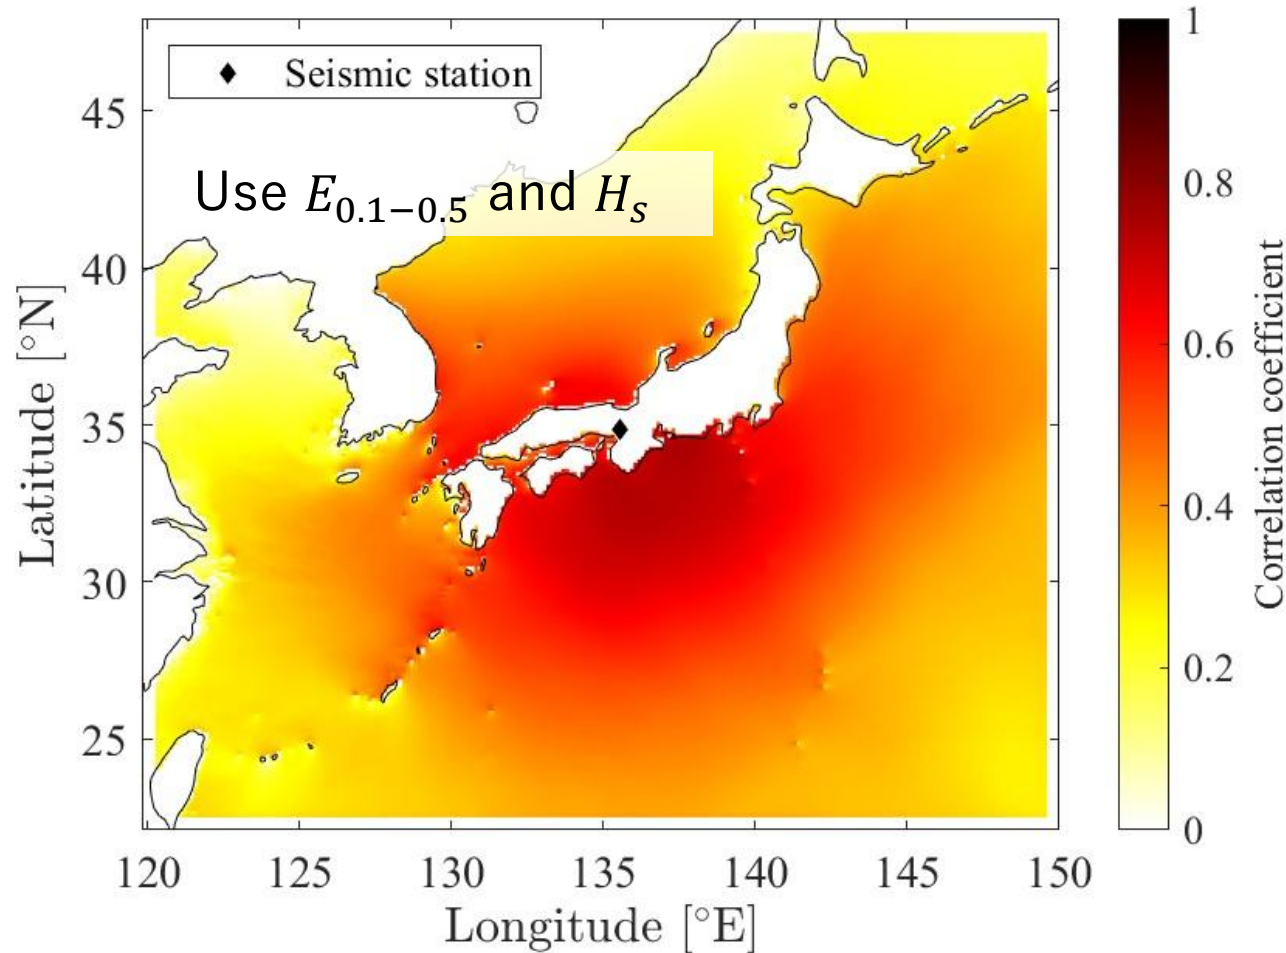 Seismic station
Use E₀.₁₋₀.₅ and Hₛ
45
40
35
30
25
Latitude [°N]
120 125 130 135 140 145 150
Longitude [°E]
1
0.8
0.6
0.4
0.2
0
Correlation coefficient